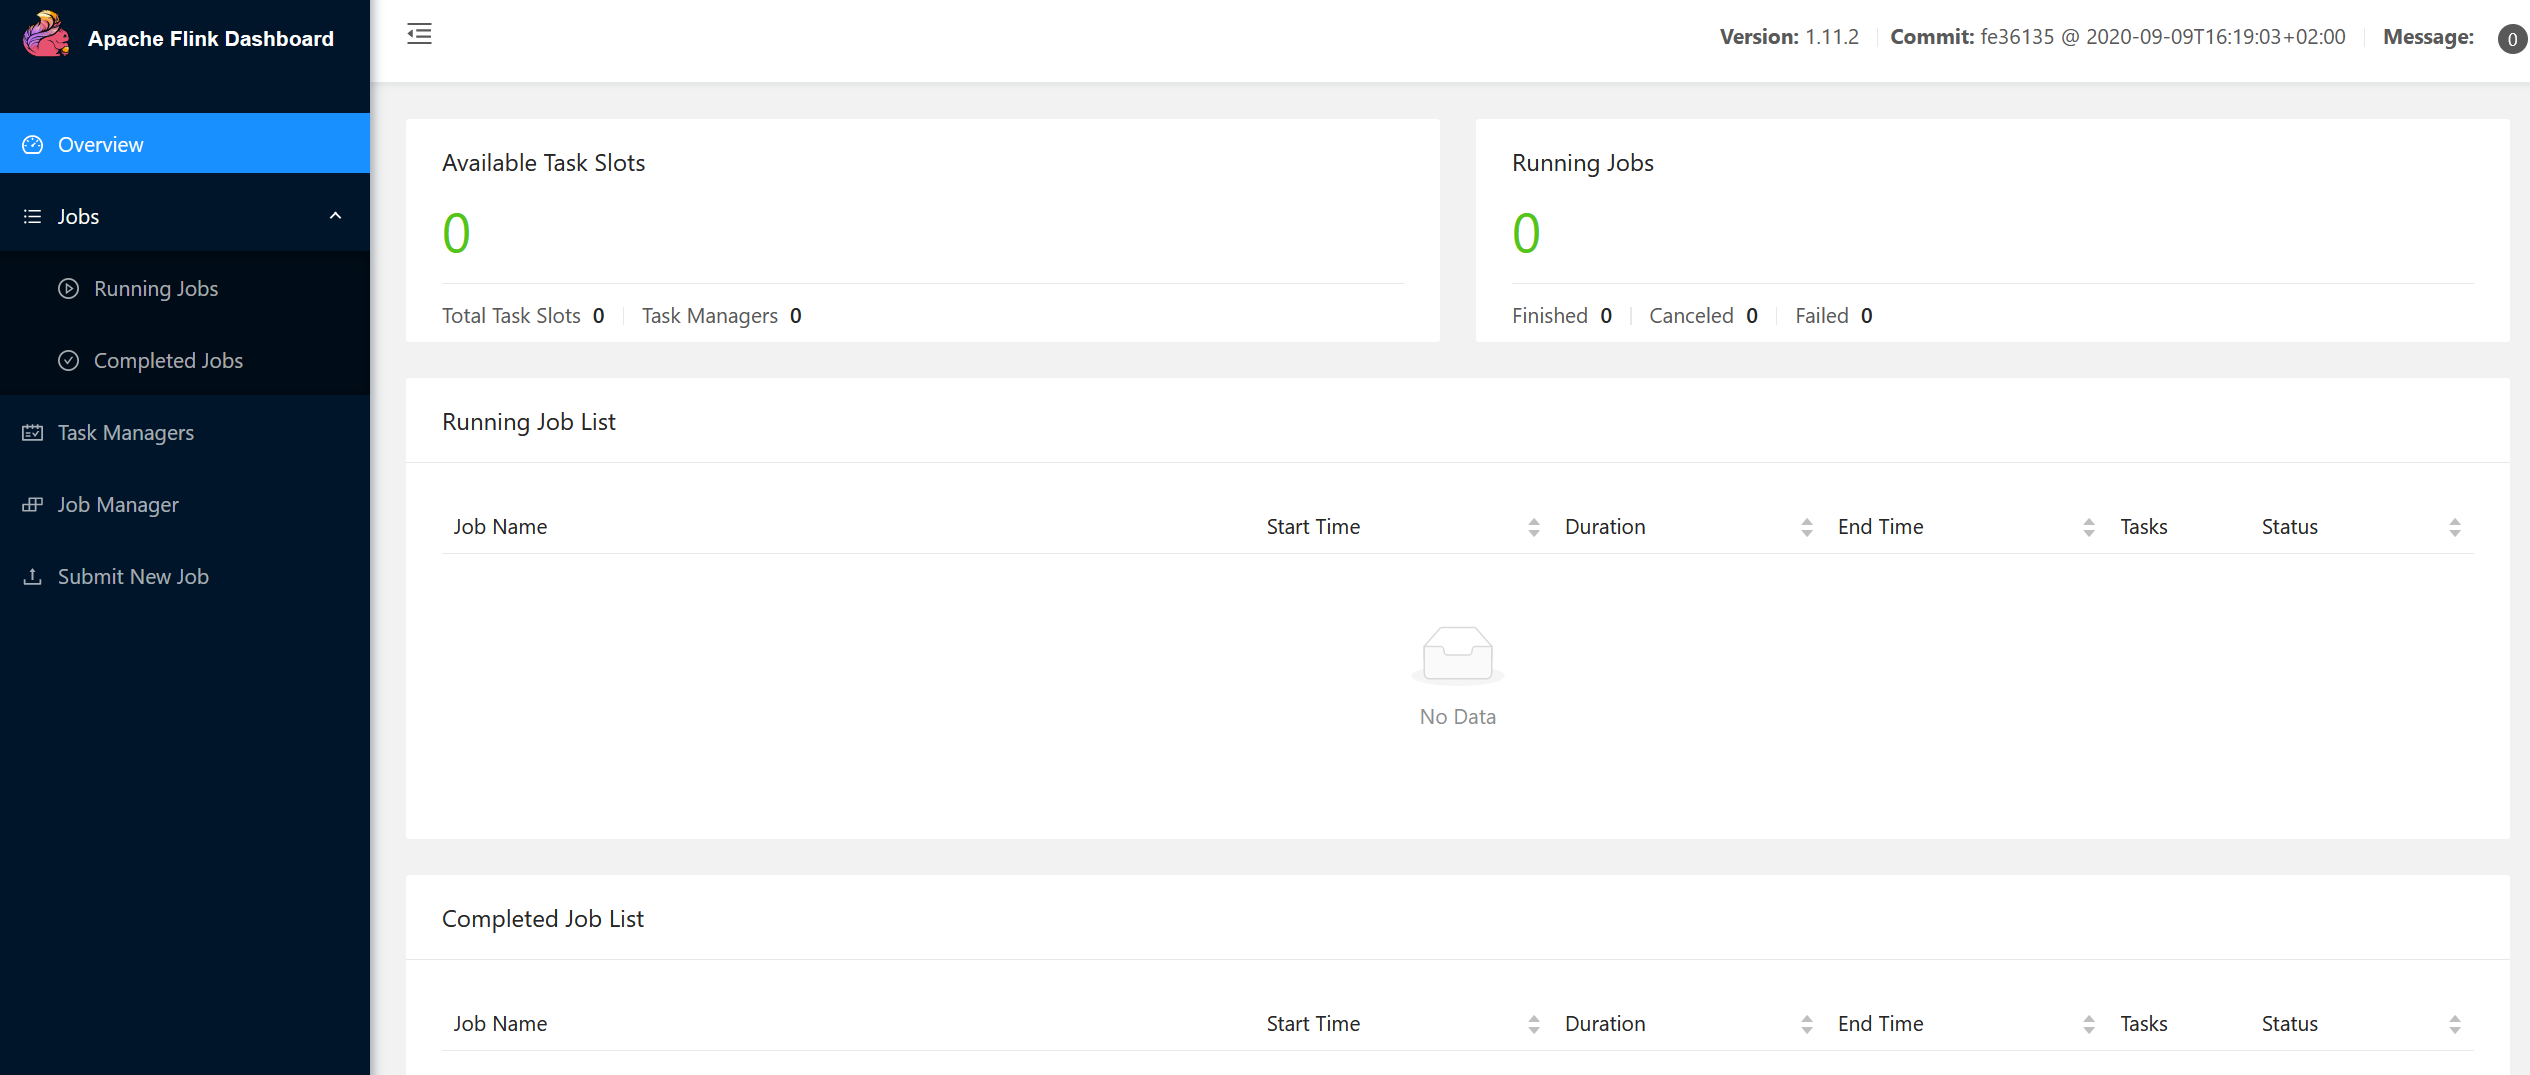 Apache Flink Dashboard
Version: 1.11.2 Commit: fe36135 @ 2020-09-09T16:19:03+02:00 Message: 0
Overview
Jobs
Running Jobs
Completed Jobs
Task Managers
Job Manager
Submit New Job
Available Task Slots
0
Total Task Slots 0 Task Managers 0
Running Jobs
0
Finished 0 Canceled 0 Failed 0
Running Job List
Job Name Start Time Duration End Time Tasks Status
No Data
Completed Job List
Job Name Start Time Duration End Time Tasks Status